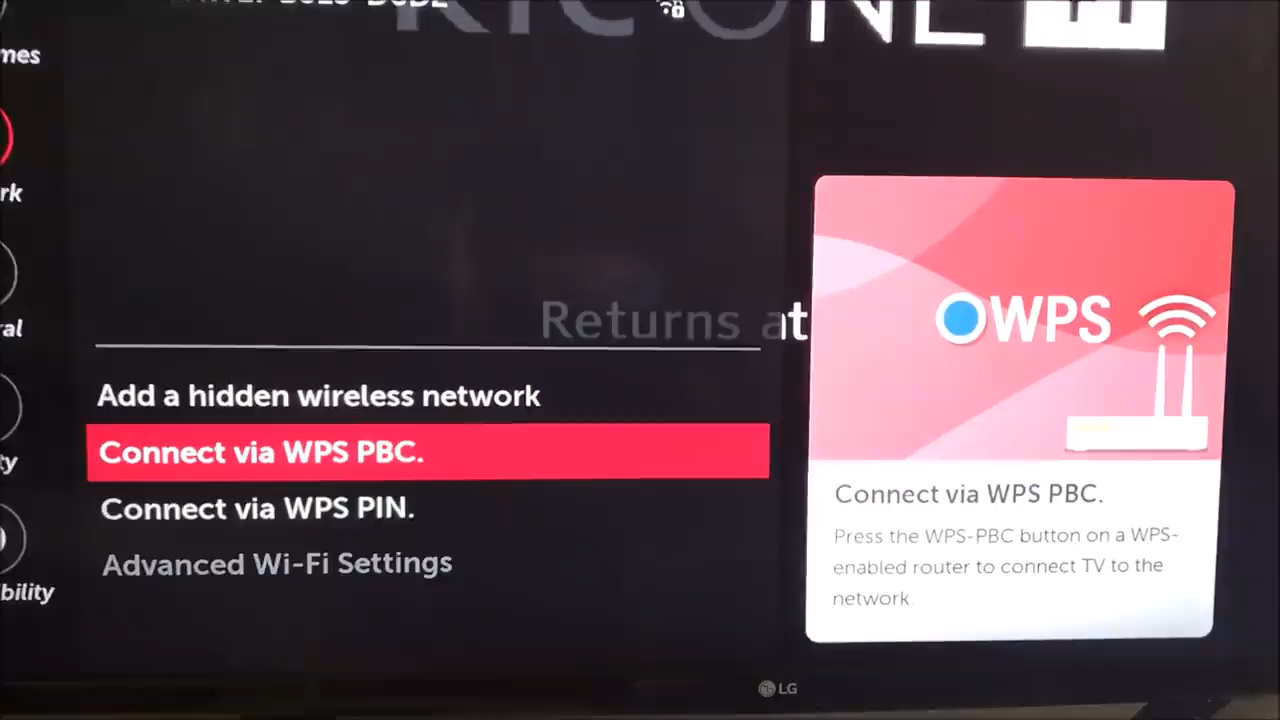 mes
rk
Returns at
WPS
Add a hidden wireless network
Connect via WPS PBC.
Connect via WPS PIN.
Advanced Wi-Fi Settings
ral
ty
bility
Connect via WPS PBC.
Press the WPS-PBC button on a WPS-
enabled router to connect TV to the
network.
LG